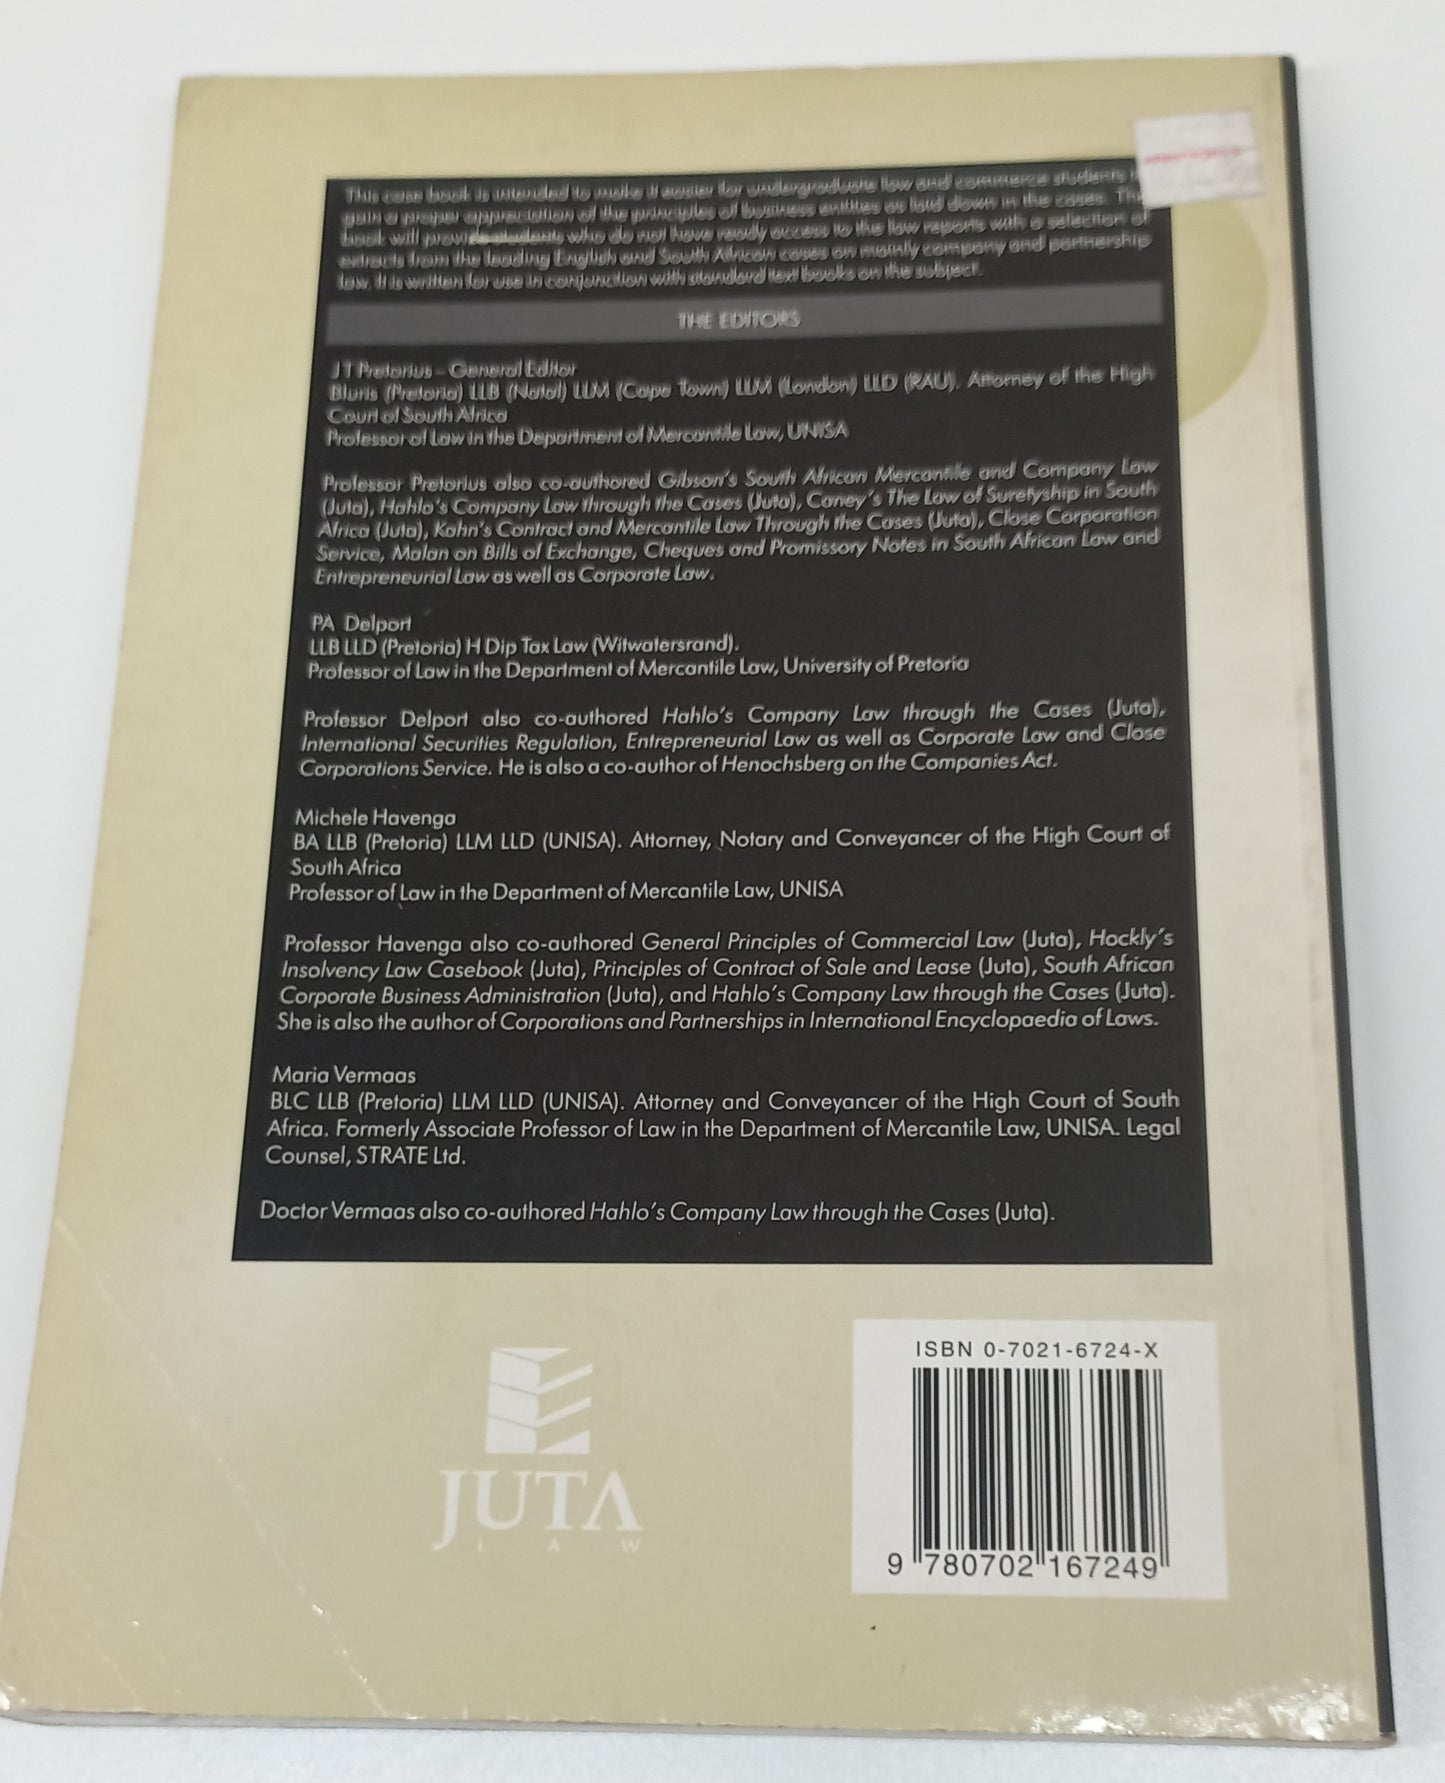 This case book is intended to make it easier for undergraduate law and commerce students
gain a proper appreciation of the principles of business entities as laid down in the cases. The
book will provide students who do not have ready access to the law reports with a selection of
extracts from the leading English and South African cases on mainly company and partnership
law. It is written for use in conjunction with standard text books on the subject.
THE EDITORS
J T Pretorius – General Editor
BIuris (Pretoria) LLB (Natal) LLM (Cape Town) LLM (London) LLD (RAU). Attorney of the High
Court of South Africa
Professor of Law in the Department of Mercantile Law, UNISA
Professor Pretorius also co-authored Gibson's South African Mercantile and Company Law
(Juta), Hahlo's Company Law through the Cases (Juta), Caney's The Law of Suretyship in South
Africa (Juta), Kahn's Contract and Mercantile Law Through the Cases (Juta), Close Corporation
Service, Malan on Bills of Exchange, Cheques and Promissory Notes in South African Law and
Entrepreneurial Law as well as Corporate Law.
PA Delport
LLB LLD (Pretoria) H Dip Tax Law (Witwatersrand).
Professor of Law in the Department of Mercantile Law, University of Pretoria
Professor Delport also co-authored Hahlo's Company Law through the Cases (Juta),
International Securities Regulation, Entrepreneurial Law as well as Corporate Law and Close
Corporations Service. He is also a co-author of Henochsberg on the Companies Act.
Michele Havenga
BA LLB (Pretoria) LLM LLD (UNISA). Attorney, Notary and Conveyancer of the High Court of
South Africa
Professor of Law in the Department of Mercantile Law, UNISA
Professor Havenga also co-authored General Principles of Commercial Law (Juta), Hockly's
Insolvency Law Casebook (Juta), Principles of Contract of Sale and Lease (Juta), South African
Corporate Business Administration (Juta), and Hahlo's Company Law through the Cases (Juta).
She is also the author of Corporations and Partnerships in International Encyclopaedia of Laws.
Maria Vermaas
BLC LLB (Pretoria) LLM LLD (UNISA). Attorney and Conveyancer of the High Court of South
Africa. Formerly Associate Professor of Law in the Department of Mercantile Law, UNISA. Legal
Counsel, STRATE Ltd.
Doctor Vermaas also co-authored Hahlo's Company Law through the Cases (Juta).
ISBN 0-7021-6724-X
JUTA
LAW
9 780702 167249